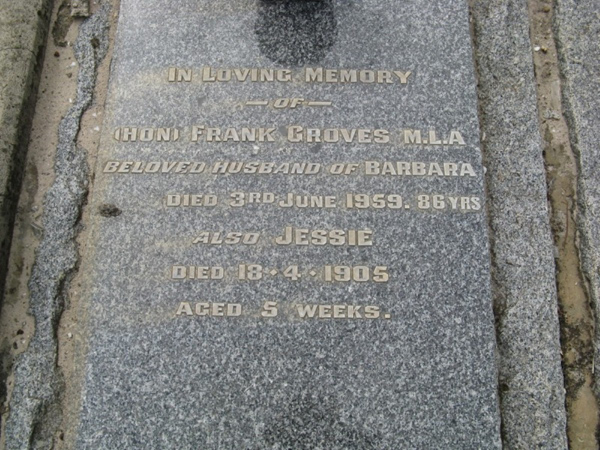 IN LOVING MEMORY
— OF —
(HON) FRANK GROVES M.L.A
BELOVED HUSBAND OF BARBARA
DIED 3RD JUNE 1959. 86 YRS
ALSO JESSIE
DIED 18·4·1905
AGED 5 WEEKS.